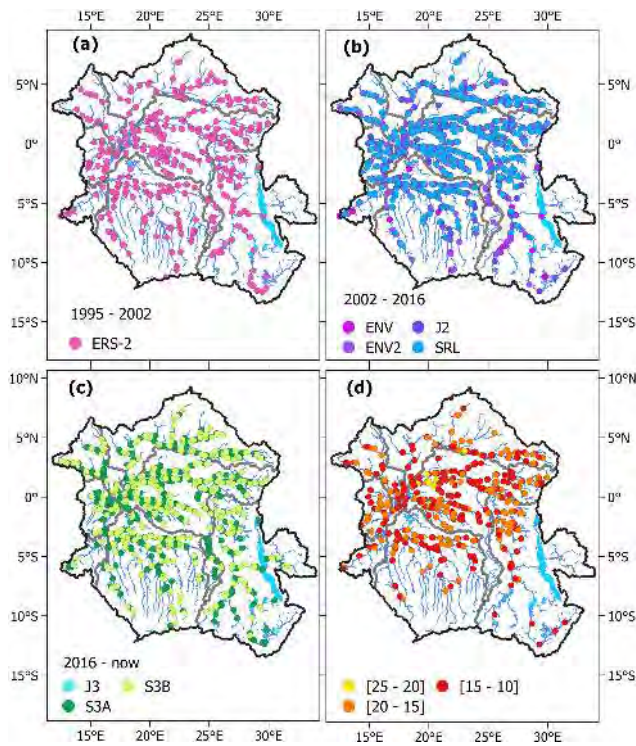 15°E 20°E 25°E 30°E 15°E 20°E 25°E 30°E
(a) (b)
5°N 5°N
0° 0°
5°S 5°S
10°S 10°S
15°S 15°S
1995 - 2002 2002 - 2016
ERS-2 ENV J2
ENV2 SRL
10°N 10°N
(c) (d)
5°N 5°N
0° 0°
5°S 5°S
10°S 10°S
15°S 15°S
2016 - now
J3 S3B [25 - 20] [15 - 10]
S3A [20 - 15]
15°E 20°E 25°E 30°E 15°E 20°E 25°E 30°E